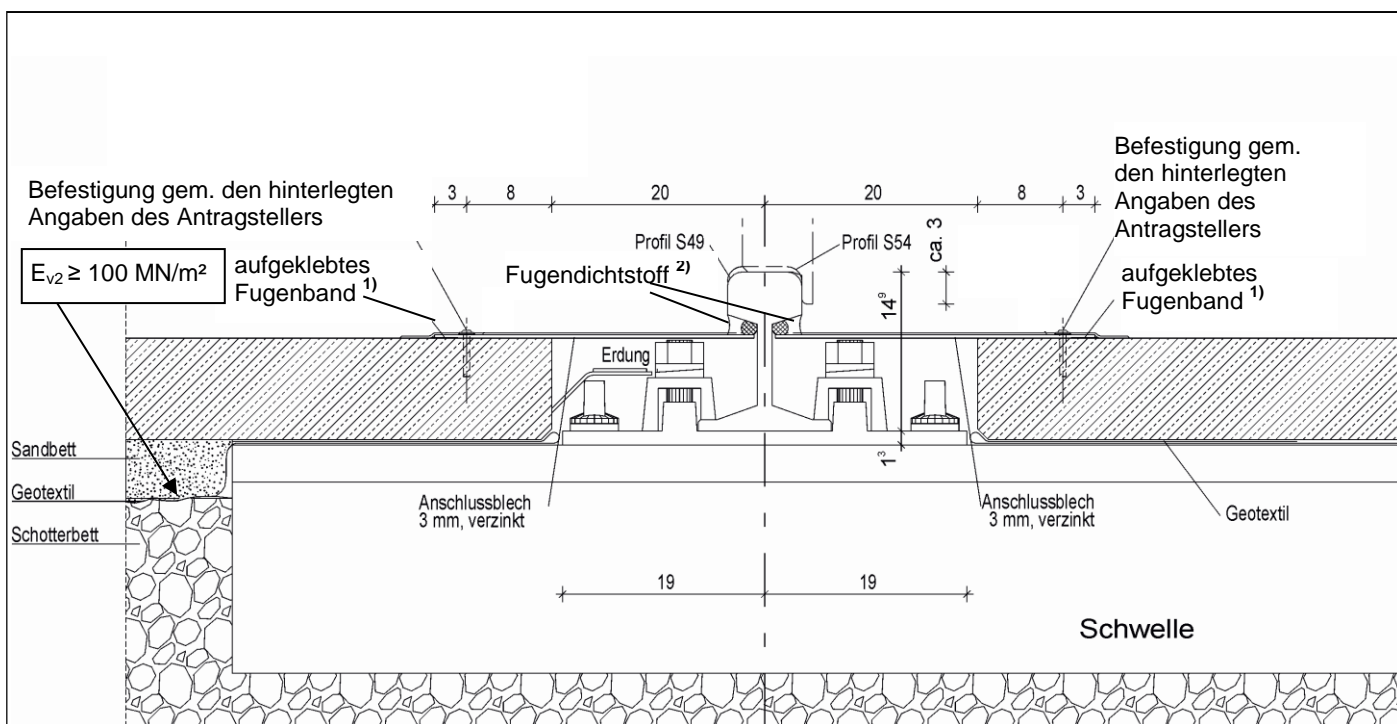 Befestigung gem.
den hinterlegten
Angaben des
Antragstellers
Befestigung gem. den hinterlegten
Angaben des Antragstellers
3
8
20
20
8
3
ca. 3
Profil S49
Profil S54
E_v2 ≥ 100 MN/m²
aufgeklebtes
Fugenband 1)
Fugendichtstoff 2)
aufgeklebtes
Fugenband 1)
14⁹
Erdung
Sandbett
1³
Geotextil
Anschlussblech
3 mm, verzinkt
Anschlussblech
3 mm, verzinkt
Geotextil
Schotterbett
19
19
Schwelle